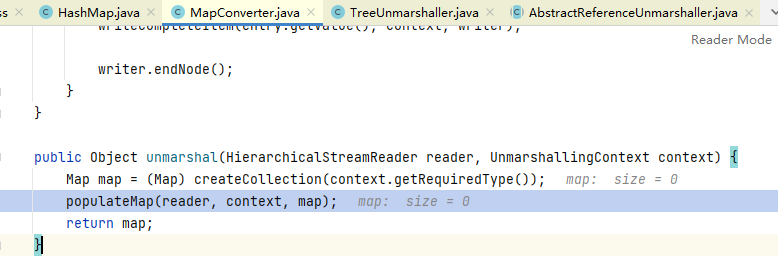 ss HashMap.java × MapConverter.java × TreeUnmarshaller.java × AbstractReferenceUnmarshaller.java ×
Reader Mode
writeCompleteItem(entry.getValue(), context, writer);
writer.endNode();
}
}
public Object unmarshal(HierarchicalStreamReader reader, UnmarshallingContext context) {
Map map = (Map) createCollection(context.getRequiredType()); map: size = 0
populateMap(reader, context, map); map: size = 0
return map;
}